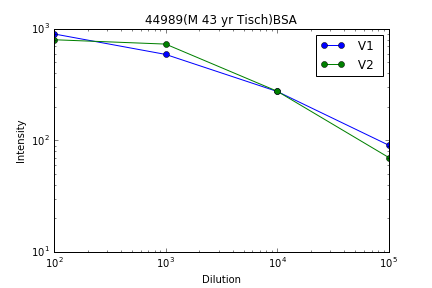 44989(M 43 yr Tisch)BSA
V1
V2
10³
10²
10¹
Intensity
10² 10³ 10⁴ 10⁵
Dilution